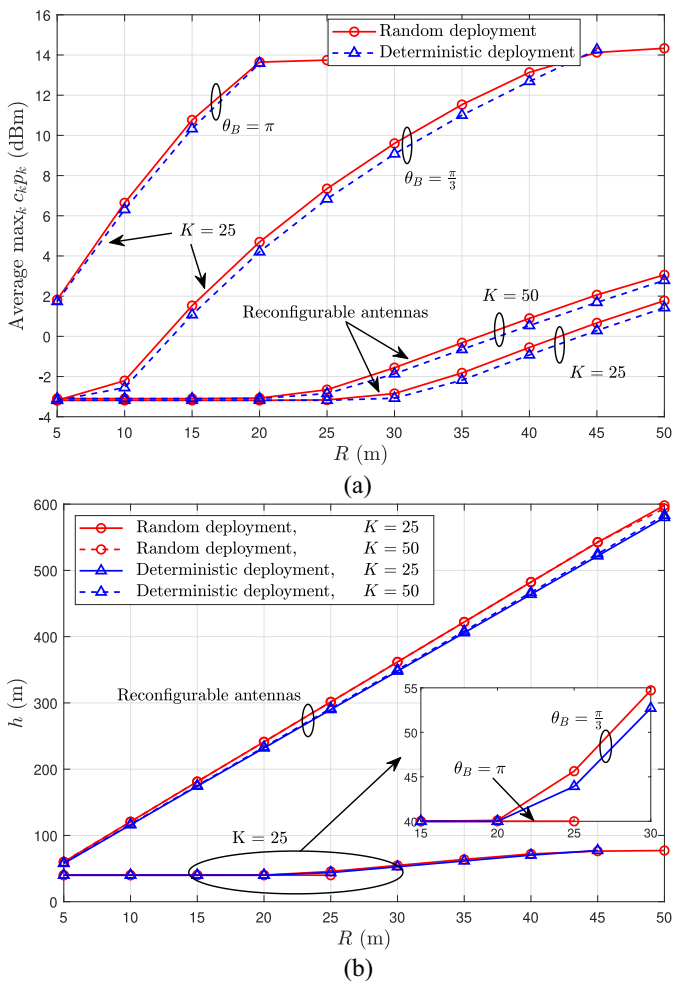 16
14
12
10
8
6
4
2
0
-2
-4
Average max_k c_k p_k (dBm)
Random deployment
Deterministic deployment
θ_B = π
θ_B = π/3
K = 25
Reconfigurable antennas
K = 50
K = 25
5 10 15 20 25 30 35 40 45 50
R (m)
(a)
600
500
400
300
200
100
0
h (m)
Random deployment, K = 25
Random deployment, K = 50
Deterministic deployment, K = 25
Deterministic deployment, K = 50
Reconfigurable antennas
55
50
45
40
θ_B = π/3
θ_B = π
15 20 25 30
K = 25
5 10 15 20 25 30 35 40 45 50
R (m)
(b)